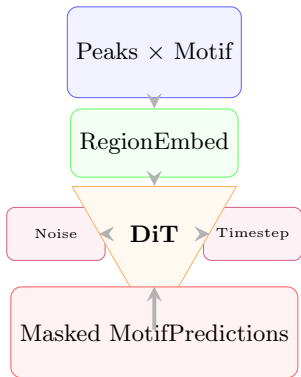 Peaks × Motif
RegionEmbed
DiT
Noise
Timestep
Masked MotifPredictions